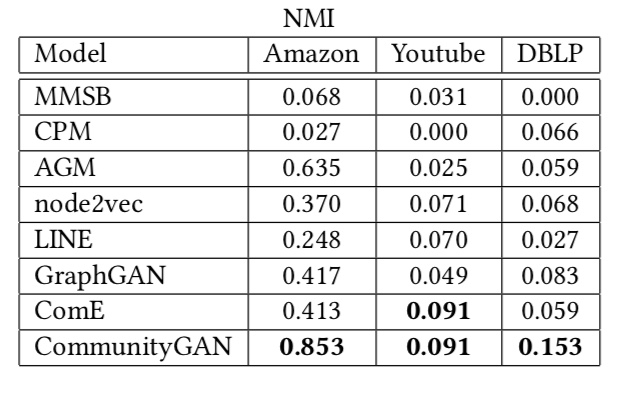 NMI
Model Amazon Youtube DBLP
MMSB 0.068 0.031 0.000
CPM 0.027 0.000 0.066
AGM 0.635 0.025 0.059
node2vec 0.370 0.071 0.068
LINE 0.248 0.070 0.027
GraphGAN 0.417 0.049 0.083
ComE 0.413 0.091 0.059
CommunityGAN 0.853 0.091 0.153